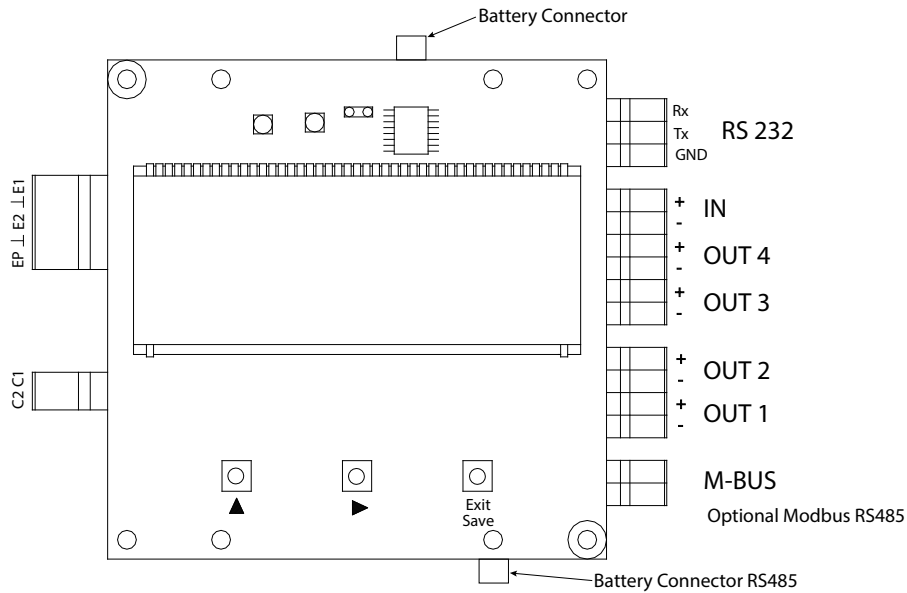 Battery Connector
Rx
Tx
GND
RS 232
EP ⊥ E2 ⊥ E1
+
-
IN
+
-
OUT 4
+
-
OUT 3
C2 C1
+
-
OUT 2
+
-
OUT 1
M-BUS
Optional Modbus RS485
Exit
Save
Battery Connector RS485